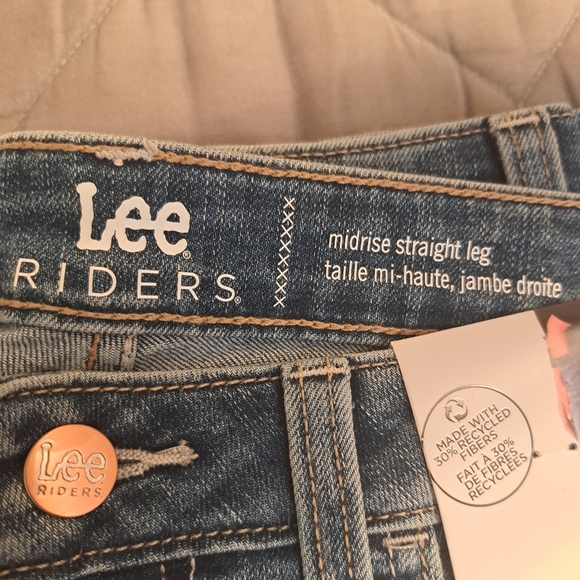 Lee®
RIDERS®
xxxxxxxxxx
midrise straight leg
taille mi-haute, jambe droite
Lee
RIDERS
MADE WITH
30% RECYCLED
FIBERS
FAIT À 30%
DE FIBRES
RECYCLÉES